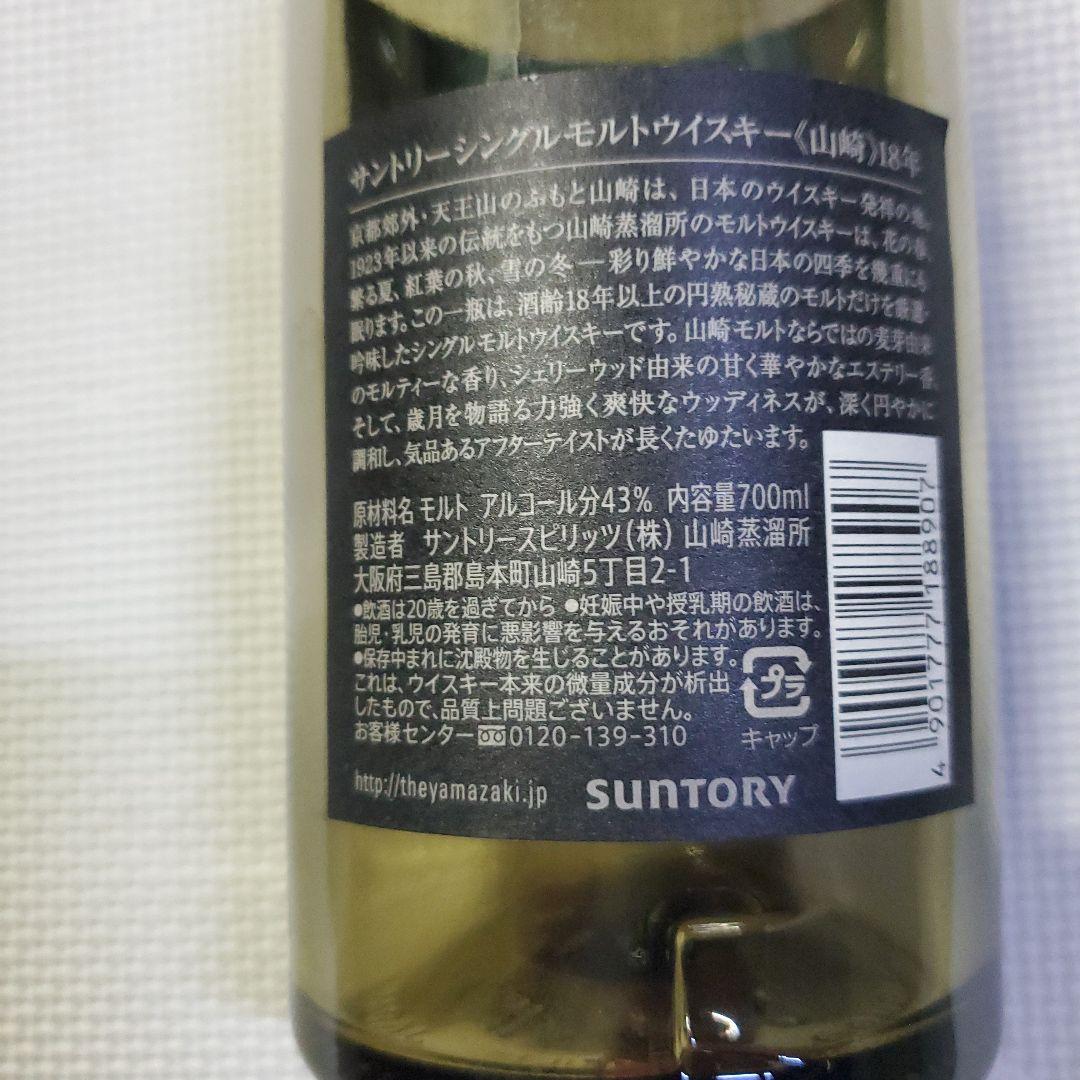 サントリーシングルモルトウイスキー《山崎》18年
京都郊外・天王山のふもと山崎は、日本のウイスキー発祥の地。
1923年以来の伝統をもつ山崎蒸溜所のモルトウイスキーは、花の春、
繁る夏、紅葉の秋、雪の冬―彩り鮮やかな日本の四季を幾重にも
眠ります。この一瓶は、酒齢18年以上の円熟秘蔵のモルトだけを厳選・
吟味したシングルモルトウイスキーです。山崎モルトならではの麦芽由来
のモルティーな香り、シェリーウッド由来の甘く華やかなエステリー香、
そして、歳月を物語る力強く爽快なウッディネスが、深く円やかに
調和し、気品あるアフターテイストが長くたゆたいます。
原材料名 モルト アルコール分43% 内容量700ml
製造者 サントリースピリッツ(株) 山崎蒸溜所
大阪府三島郡島本町山崎5丁目2-1
●飲酒は20歳を過ぎてから ●妊娠中や授乳期の飲酒は、
胎児・乳児の発育に悪影響を与えるおそれがあります。
●保存中まれに沈殿物を生じることがあります。
これは、ウイスキー本来の微量成分が析出
したもので、品質上問題ございません。
お客様センター 0120-139-310
プラ
キャップ
http://theyamazaki.jp
SUNTORY
4 901777 188907